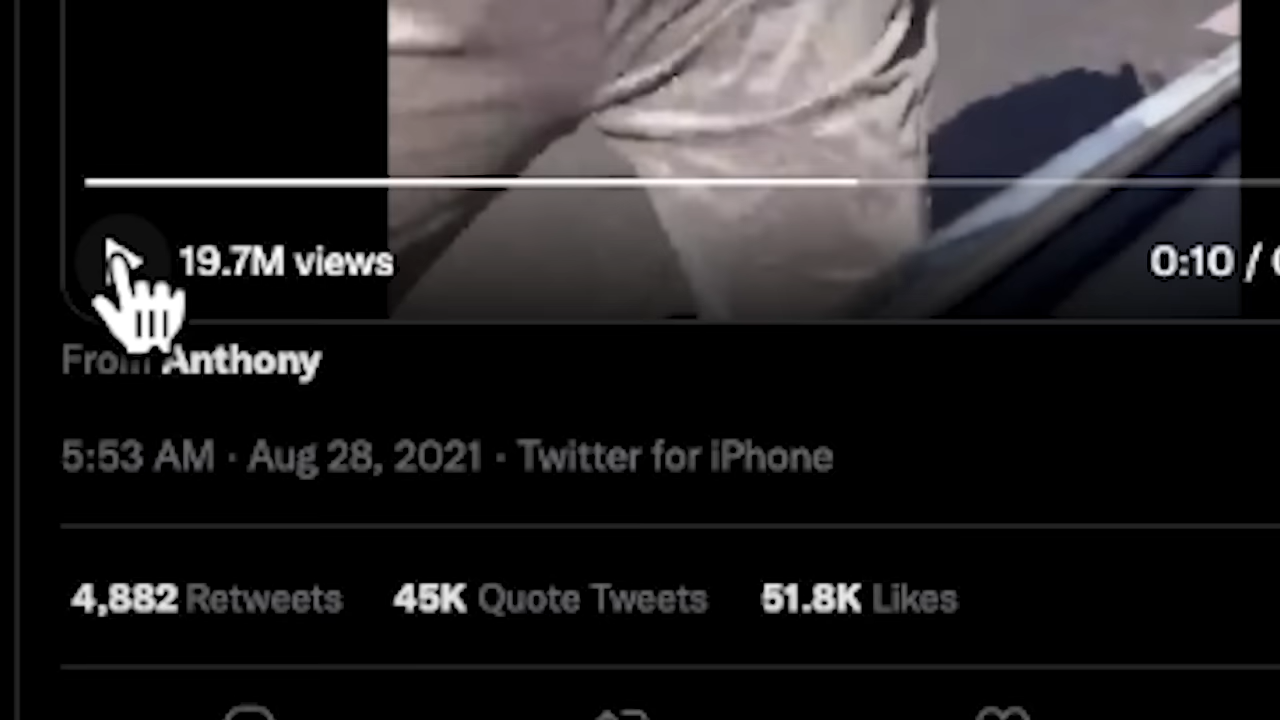 19.7M views 0:10 /
From Anthony
5:53 AM · Aug 28, 2021 · Twitter for iPhone
4,882 Retweets 45K Quote Tweets 51.8K Likes